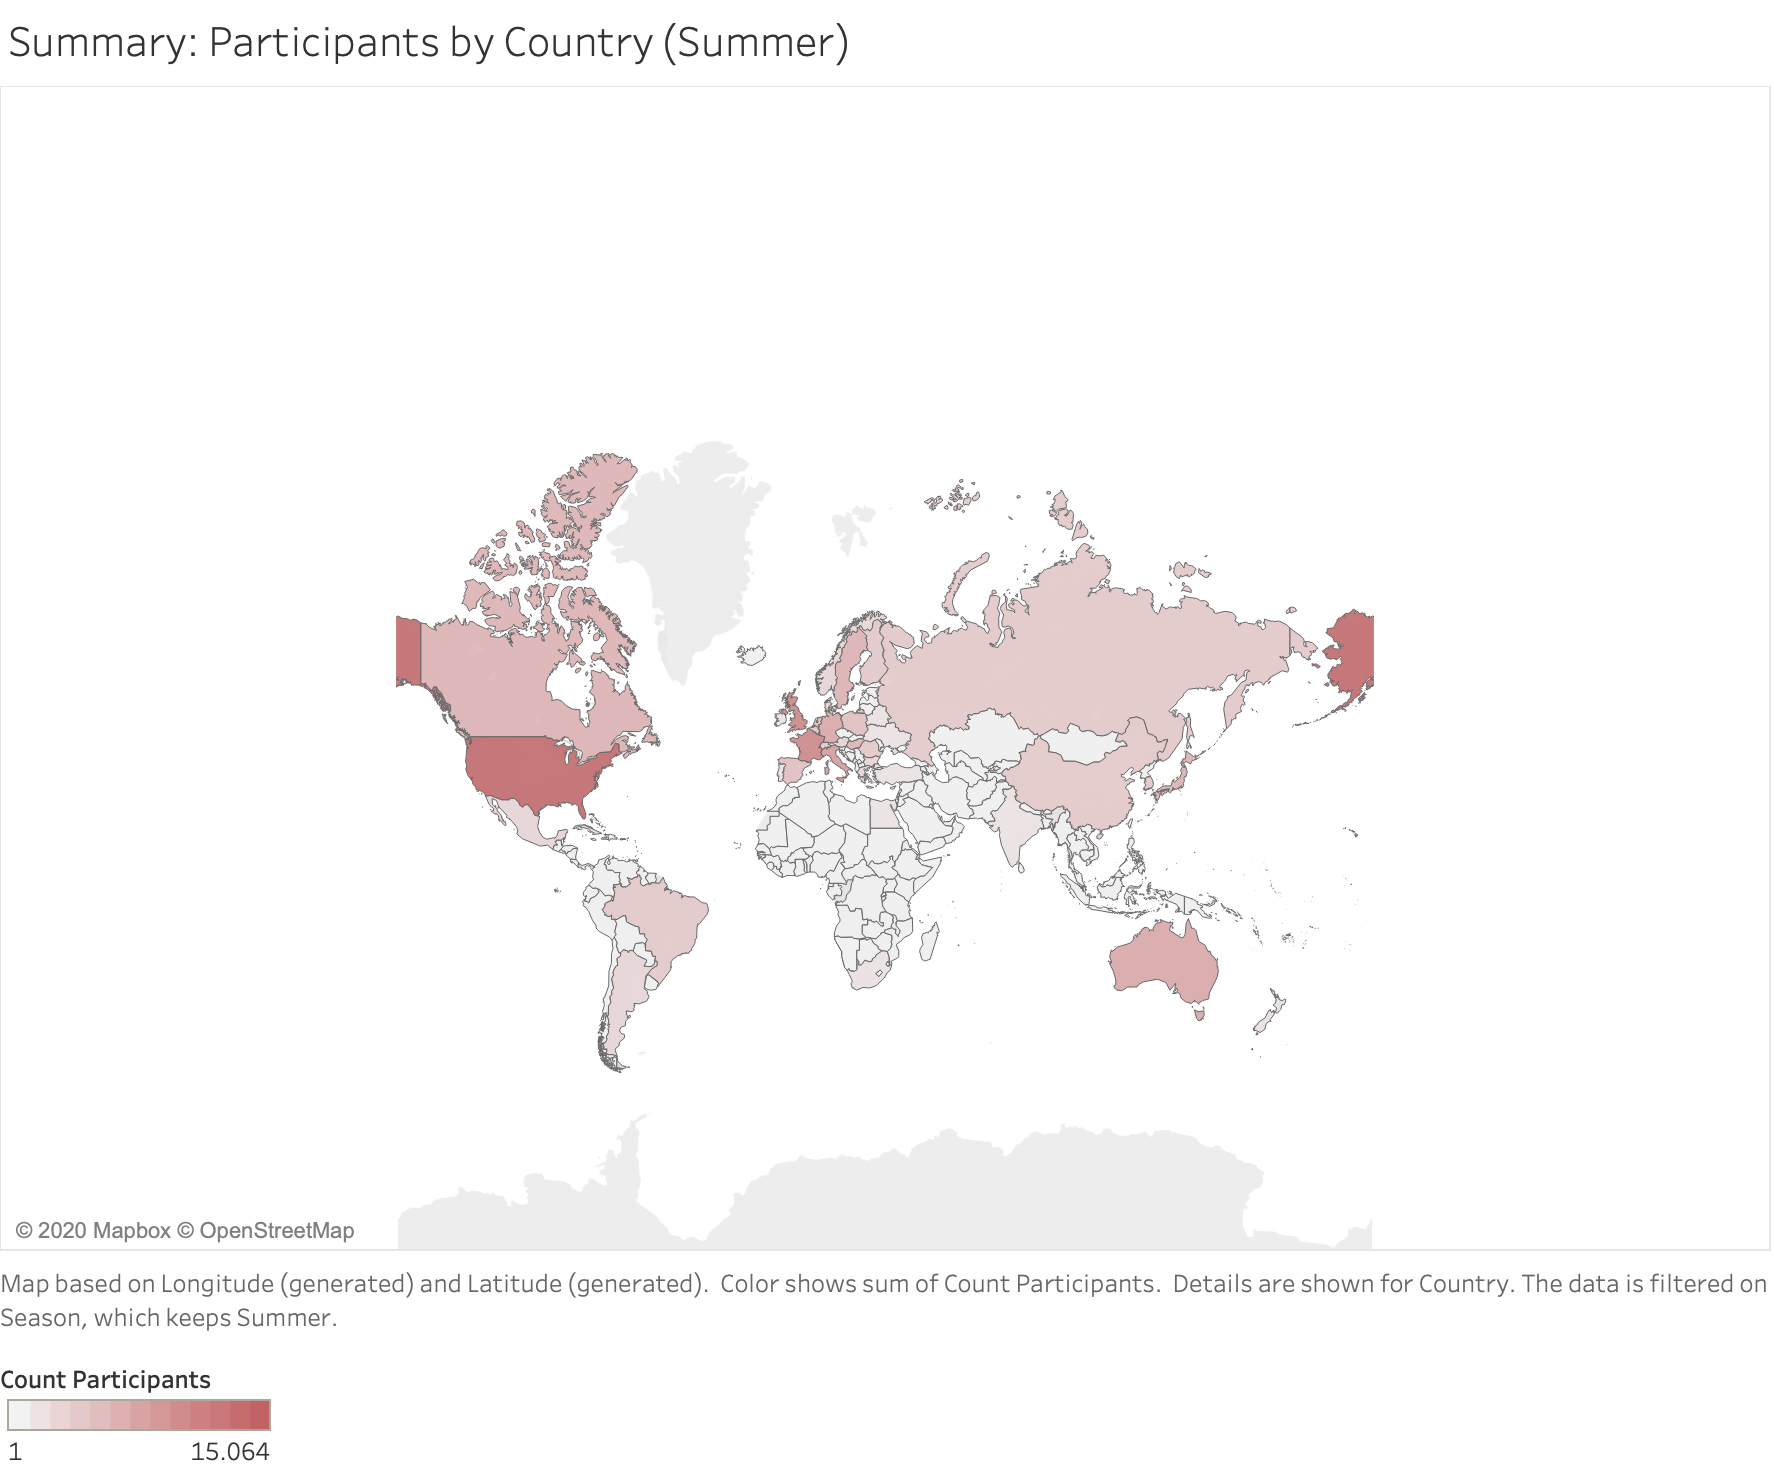 Summary: Participants by Country (Summer)
© 2020 Mapbox © OpenStreetMap
Map based on Longitude (generated) and Latitude (generated).  Color shows sum of Count Participants.  Details are shown for Country. The data is filtered on
Season, which keeps Summer.
Count Participants
1 15.064